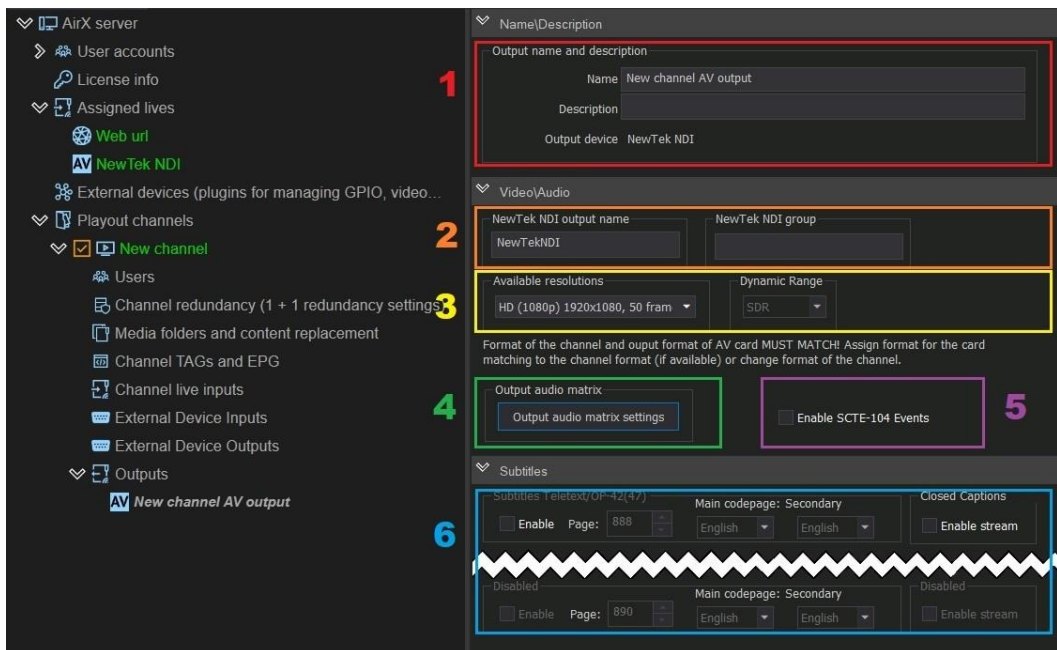 AirX server
User accounts
License info
Assigned lives
Web url
AV NewTek NDI
External devices (plugins for managing GPIO, video...
Playout channels
New channel
Users
Channel redundancy (1 + 1 redundancy settings)
Media folders and content replacement
Channel TAGs and EPG
Channel live inputs
External Device Inputs
External Device Outputs
Outputs
AV New channel AV output
Name\Description
1
Output name and description
Name New channel AV output
Description
Output device NewTek NDI
Video\Audio
2
NewTek NDI output name NewTek NDI group
NewTekNDI
3
Available resolutions Dynamic Range
HD (1080p) 1920x1080, 50 fram SDR
Format of the channel and ouput format of AV card MUST MATCH! Assign format for the card
matching to the channel format (if available) or change format of the channel.
4
Output audio matrix
Output audio matrix settings
Enable SCTE-104 Events
5
Subtitles
6
Subtitles Teletext/OP-42(47) Main codepage: Secondary Closed Captions
Enable Page: 888 English English Enable stream
Disabled Main codepage: Secondary Disabled
Enable Page: 890 English English Enable stream